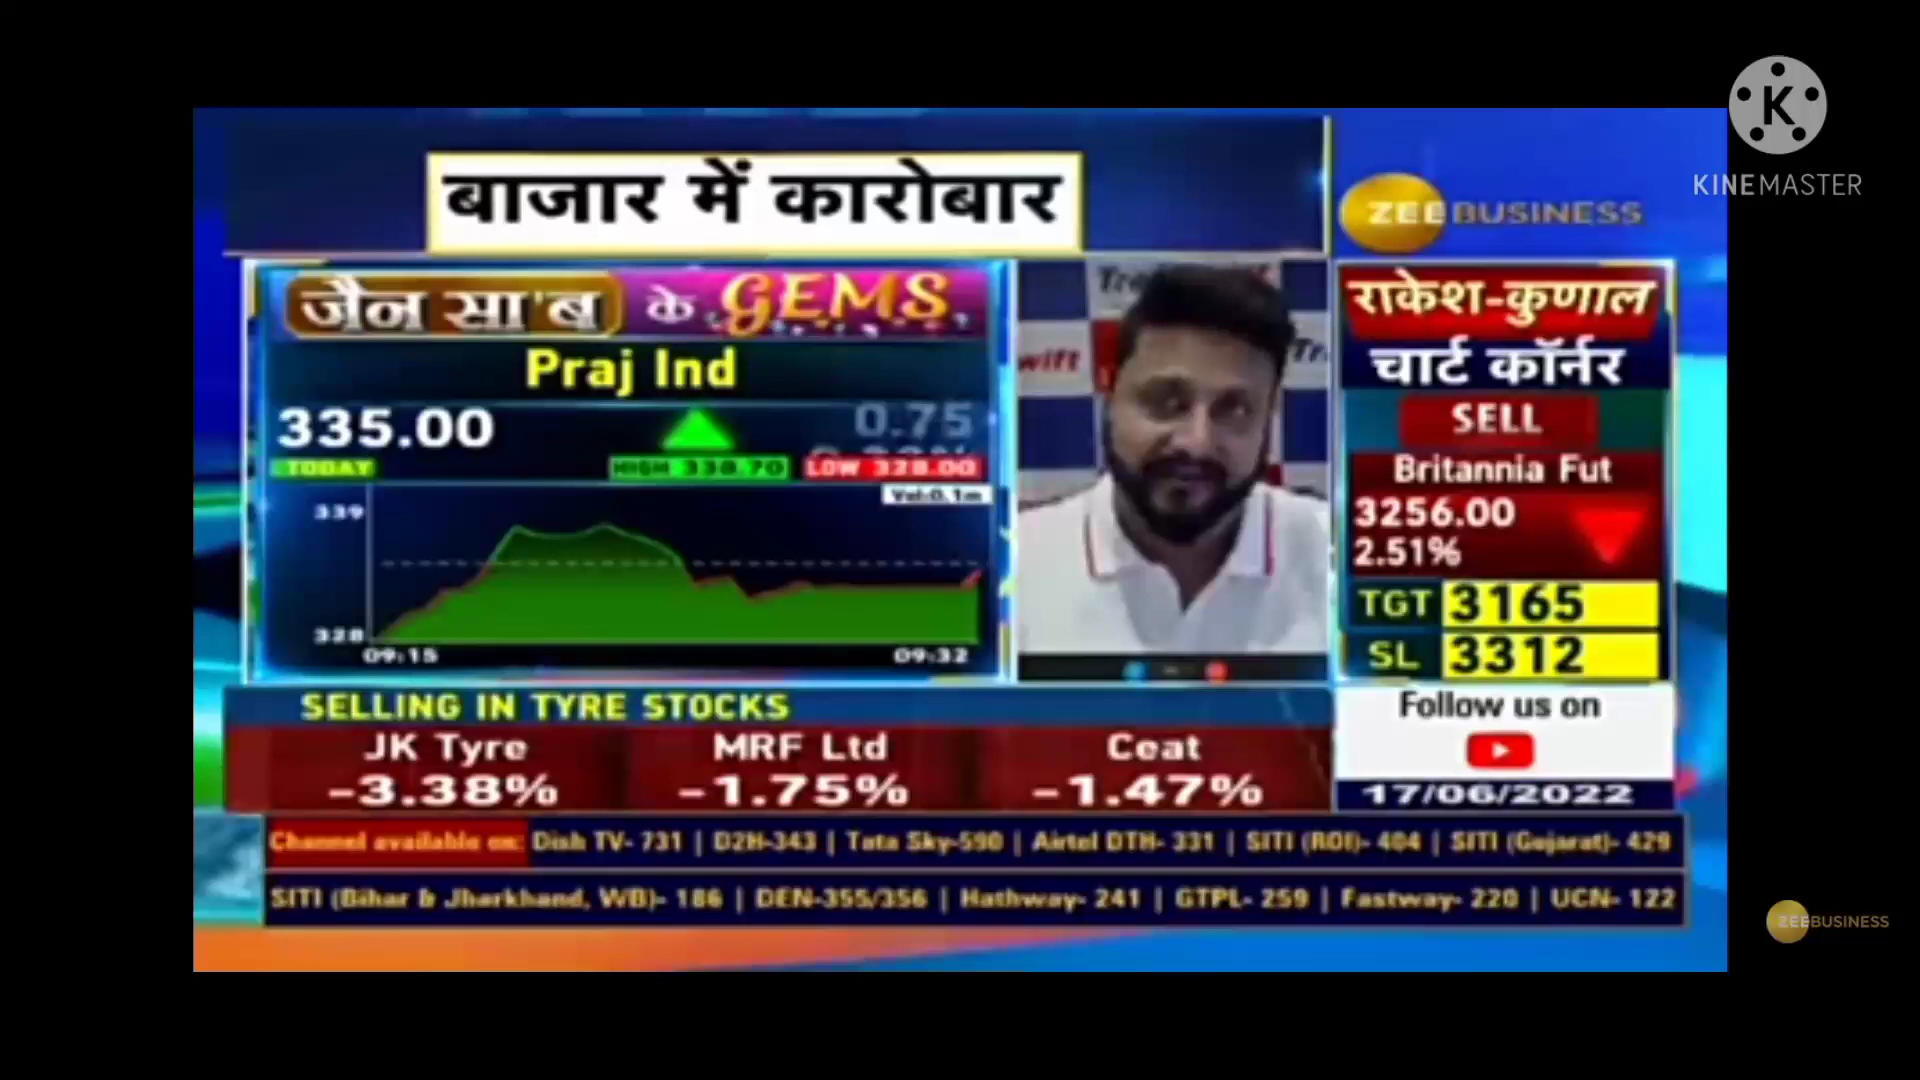 K
KINEMASTER
बाजार में कारोबार
ZEE BUSINESS
जैन सा'ब के GEMS
Praj Ind
335.00
0.75
TODAY
HIGH 338.70
LOW 328.00
Vol:0.1m
339
328
09:15
09:32
wift
राकेश-कुणाल
चार्ट कॉर्नर
SELL
Britannia Fut
3256.00
2.51%
TGT 3165
SL 3312
SELLING IN TYRE STOCKS
JK Tyre
-3.38%
MRF Ltd
-1.75%
Ceat
-1.47%
Follow us on
17/06/2022
Channel available on: Dish TV- 731 | D2H-343 | Tata Sky-590 | Airtel DTH- 331 | SITI (ROI)- 404 | SITI (Gujarat)- 429
SITI (Bihar & Jharkhand, WB)- 186 | DEN-355/356 | Hathway- 241 | GTPL- 259 | Fastway- 220 | UCN- 122
ZEEBUSINESS